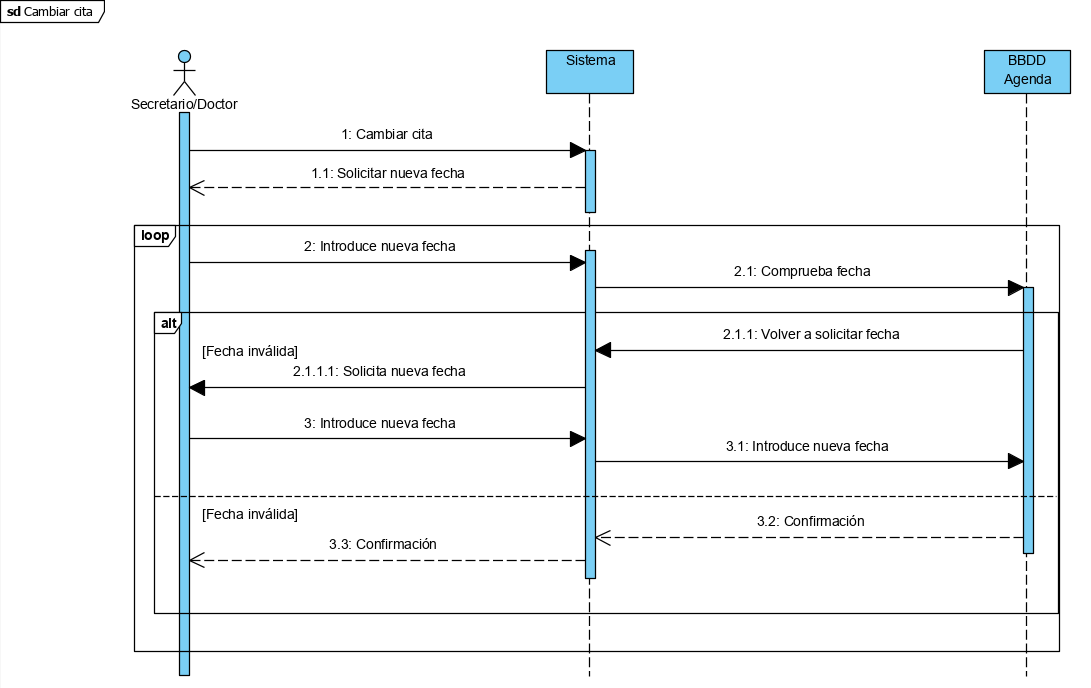 sd Cambiar cita
Secretario/Doctor
Sistema
BBDD
Agenda
1: Cambiar cita
1.1: Solicitar nueva fecha
loop
2: Introduce nueva fecha
2.1: Comprueba fecha
alt
2.1.1: Volver a solicitar fecha
[Fecha inválida]
2.1.1.1: Solicita nueva fecha
3: Introduce nueva fecha
3.1: Introduce nueva fecha
[Fecha inválida]
3.2: Confirmación
3.3: Confirmación